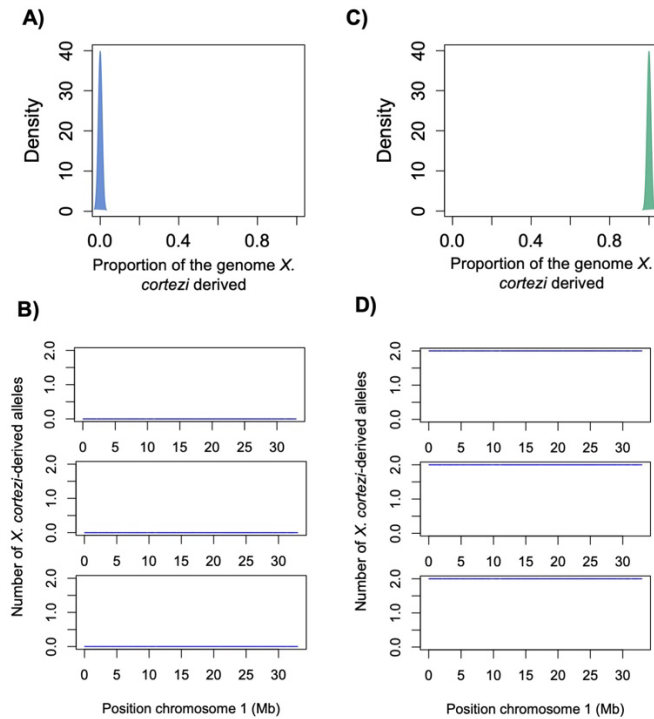 A)
Density
0 10 20 30 40
0.0 0.4 0.8
Proportion of the genome X.
cortezi derived
B)
Number of X. cortezi-derived alleles
0.0 1.0 2.0
0 5 10 15 20 25 30
0.0 1.0 2.0
0 5 10 15 20 25 30
0.0 1.0 2.0
0 5 10 15 20 25 30
Position chromosome 1 (Mb)
C)
Density
0 10 20 30 40
0.0 0.4 0.8
Proportion of the genome X.
cortezi derived
D)
Number of X. cortezi-derived alleles
0.0 1.0 2.0
0 5 10 15 20 25 30
0.0 1.0 2.0
0 5 10 15 20 25 30
0.0 1.0 2.0
0 5 10 15 20 25 30
Position chromosome 1 (Mb)